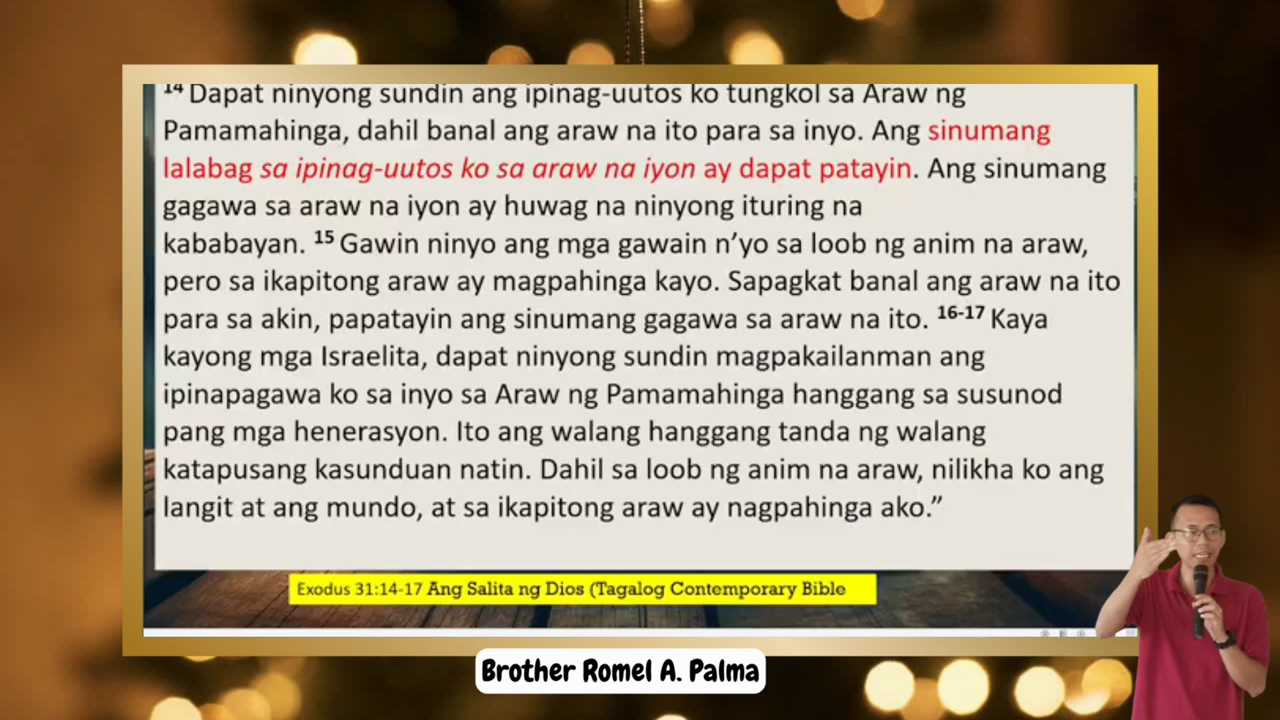 14 Dapat ninyong sundin ang ipinag-uutos ko tungkol sa Araw ng
Pamamahinga, dahil banal ang araw na ito para sa inyo. Ang sinumang
lalabag sa ipinag-uutos ko sa araw na iyon ay dapat patayin. Ang sinumang
gagawa sa araw na iyon ay huwag na ninyong ituring na
kababayan. 15 Gawin ninyo ang mga gawain n’yo sa loob ng anim na araw,
pero sa ikapitong araw ay magpahinga kayo. Sapagkat banal ang araw na ito
para sa akin, papatayin ang sinumang gagawa sa araw na ito. 16-17 Kaya
kayong mga Israelita, dapat ninyong sundin magpakailanman ang
ipinapagawa ko sa inyo sa Araw ng Pamamahinga hanggang sa susunod
pang mga henerasyon. Ito ang walang hanggang tanda ng walang
katapusang kasunduan natin. Dahil sa loob ng anim na araw, nilikha ko ang
langit at ang mundo, at sa ikapitong araw ay nagpahinga ako.”
Exodus 31:14-17 Ang Salita ng Dios (Tagalog Contemporary Bible
Brother Romel A. Palma